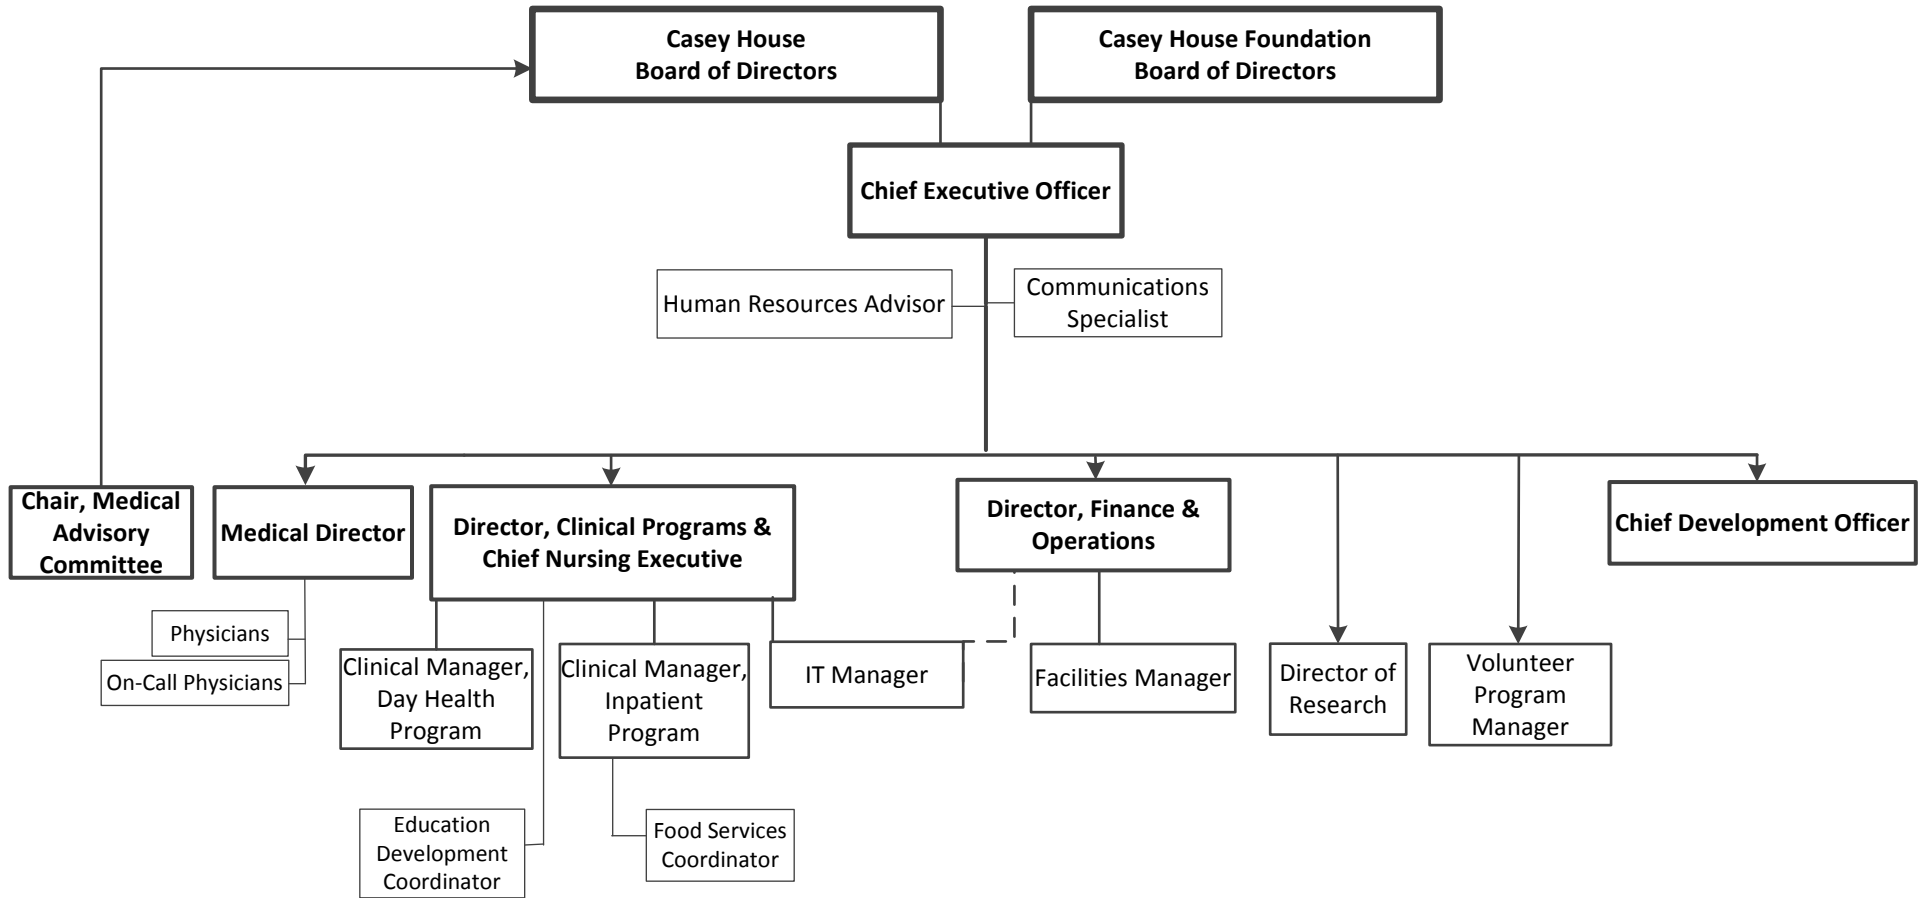 Casey House
Board of Directors
Casey House Foundation
Board of Directors
Chief Executive Officer
Human Resources Advisor
Communications
Specialist
Chair, Medical
Advisory
Committee
Medical Director
Director, Clinical Programs &
Chief Nursing Executive
Director, Finance &
Operations
Chief Development Officer
Physicians
On-Call Physicians
Clinical Manager,
Day Health
Program
Clinical Manager,
Inpatient
Program
IT Manager
Facilities Manager
Director of
Research
Volunteer
Program
Manager
Education
Development
Coordinator
Food Services
Coordinator